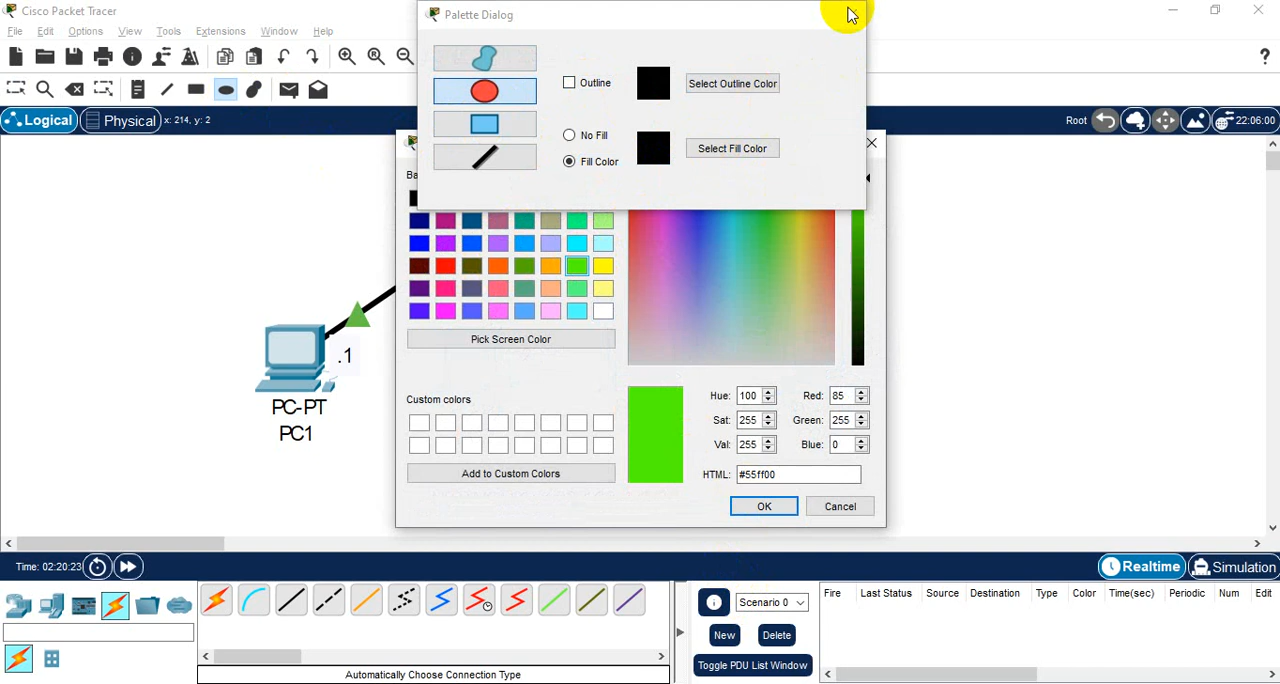 Cisco Packet Tracer
File Edit Options View Tools Extensions Window Help
Palette Dialog
Outline
Select Outline Color
No Fill
Fill Color
Select Fill Color
Logical
Physical
x: 214, y: 2
Root
22:06:00
Ba
Pick Screen Color
Custom colors
Add to Custom Colors
Hue: 100
Red: 85
Sat: 255
Green: 255
Val: 255
Blue: 0
HTML: #55ff00
OK
Cancel
.1
PC-PT
PC1
Time: 02:20:23
Realtime
Simulation
Scenario 0
New
Delete
Toggle PDU List Window
Fire Last Status Source Destination Type Color Time(sec) Periodic Num Edit
Automatically Choose Connection Type